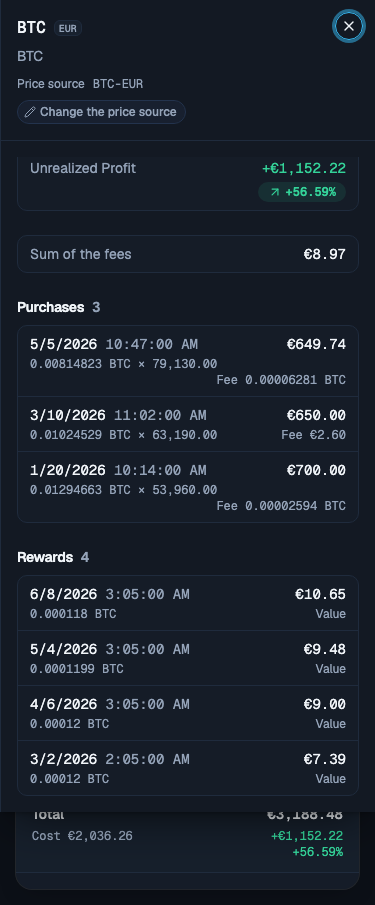 BTC EUR
BTC
Price source BTC-EUR
Change the price source
Unrealized Profit +€1,152.22
+56.59%
Sum of the fees €8.97
Purchases 3
5/5/2026 10:47:00 AM €649.74
0.00814823 BTC × 79,130.00
Fee 0.00006281 BTC
3/10/2026 11:02:00 AM €650.00
0.01024529 BTC × 63,190.00 Fee €2.60
1/20/2026 10:14:00 AM €700.00
0.01294663 BTC × 53,960.00
Fee 0.00002594 BTC
Rewards 4
6/8/2026 3:05:00 AM €10.65
0.000118 BTC Value
5/4/2026 3:05:00 AM €9.48
0.0001199 BTC Value
4/6/2026 3:05:00 AM €9.00
0.00012 BTC Value
3/2/2026 2:05:00 AM €7.39
0.00012 BTC Value
Total €3,188.48
Cost €2,036.26 +€1,152.22
+56.59%